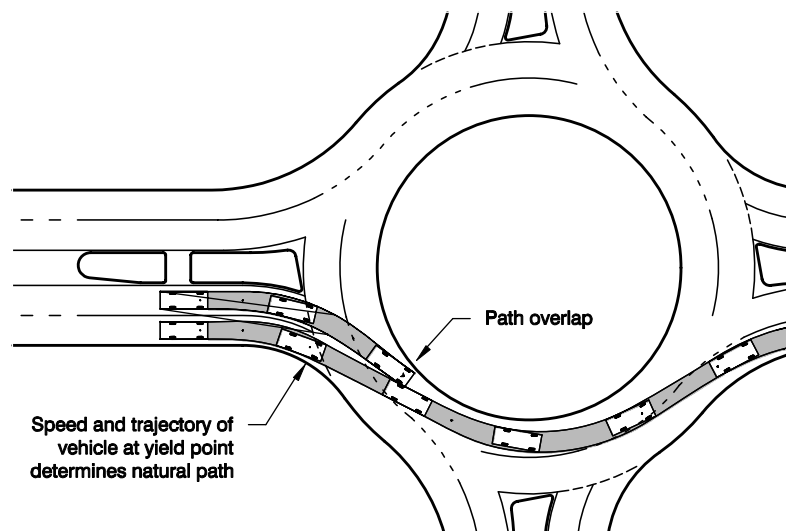 Path overlap
Speed and trajectory of
vehicle at yield point
determines natural path